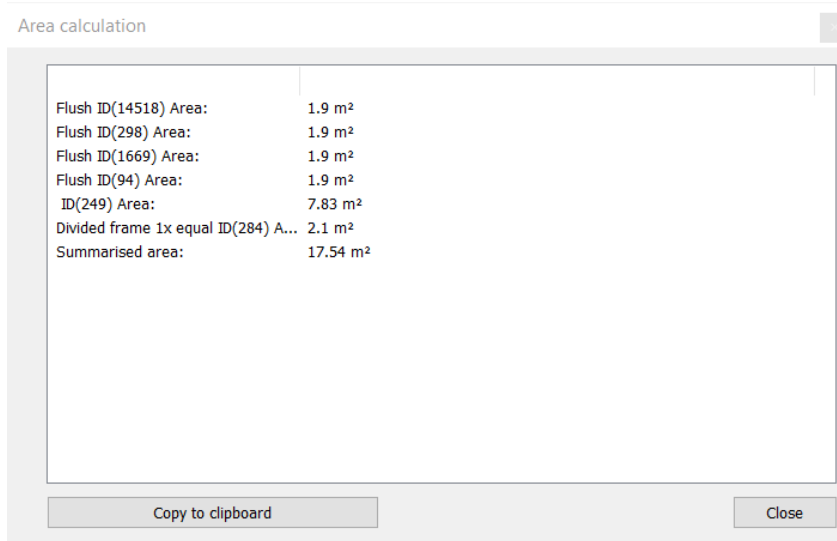 Area calculation
Flush ID(14518) Area: 1.9 m²
Flush ID(298) Area: 1.9 m²
Flush ID(1669) Area: 1.9 m²
Flush ID(94) Area: 1.9 m²
ID(249) Area: 7.83 m²
Divided frame 1x equal ID(284) A... 2.1 m²
Summarised area: 17.54 m²
Copy to clipboard Close